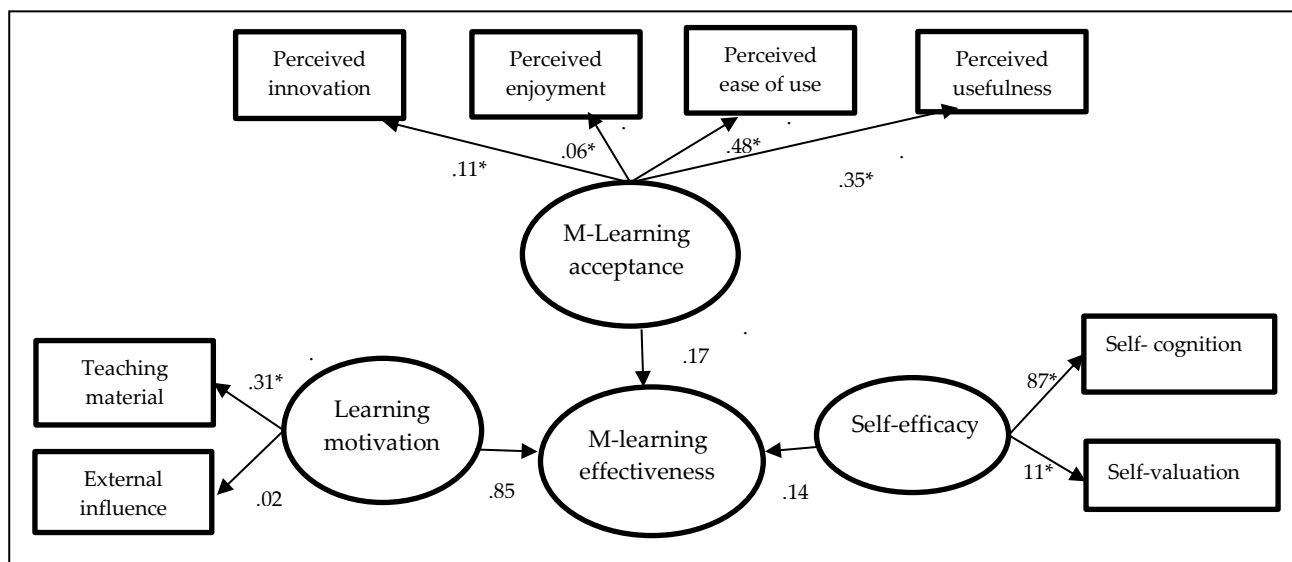 Perceived
innovation
Perceived
enjoyment
Perceived
ease of use
Perceived
usefulness
.11*
.06*
.48*
.35*
M-Learning
acceptance
.17
Teaching
material
.31*
External
influence
.02
Learning
motivation
.85
M-learning
effectiveness
.14
Self-efficacy
87*
11*
Self- cognition
Self-valuation